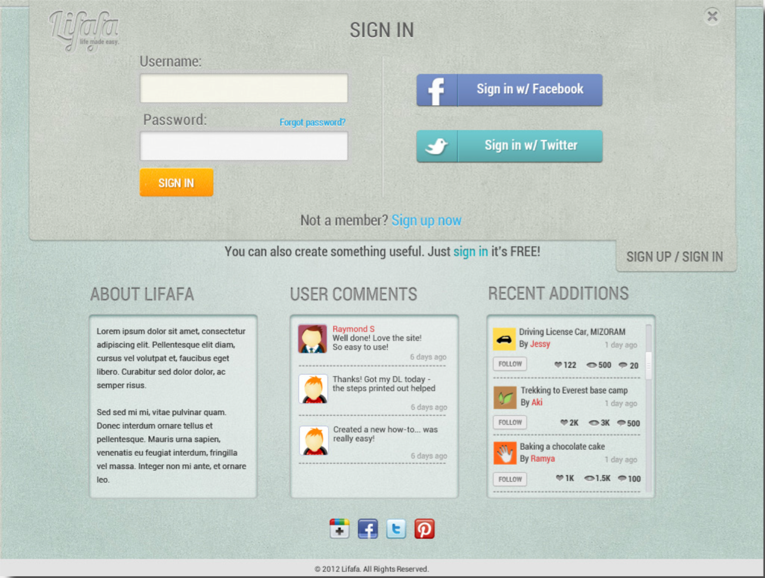 Lifafa
life made easy.
SIGN IN
Username:
Password:
Forgot password?
SIGN IN
f
Sign in w/ Facebook
Sign in w/ Twitter
Not a member? Sign up now
SIGN UP / SIGN IN
You can also create something useful. Just sign in it's FREE!
ABOUT LIFAFA
Lorem ipsum dolor sit amet, consectetur
adipiscing elit. Pellentesque elit diam,
cursus vel volutpat et, faucibus eget
libero. Curabitur sed dolor dolor, ac
semper risus.
Sed sed mi mi, vitae pulvinar quam.
Donec interdum ornare tellus et
pellentesque. Mauris urna sapien,
venenatis eu feugiat interdum, fringilla
vel massa. Integer non mi ante, et ornare
leo.
USER COMMENTS
Raymond S
Well done! Love the site!
So easy to use!
6 days ago
Thanks! Got my DL today -
the steps printed out helped
6 days ago
Created a new how-to... was
really easy!
6 days ago
RECENT ADDITIONS
Driving License Car, MIZORAM
By Jessy
1 day ago
FOLLOW
122 500 20
Trekking to Everest base camp
By Aki
1 day ago
FOLLOW
2K 3K 500
Baking a chocolate cake
By Ramya
1 day ago
FOLLOW
1K 1.5K 100
© 2012 Lifafa. All Rights Reserved.